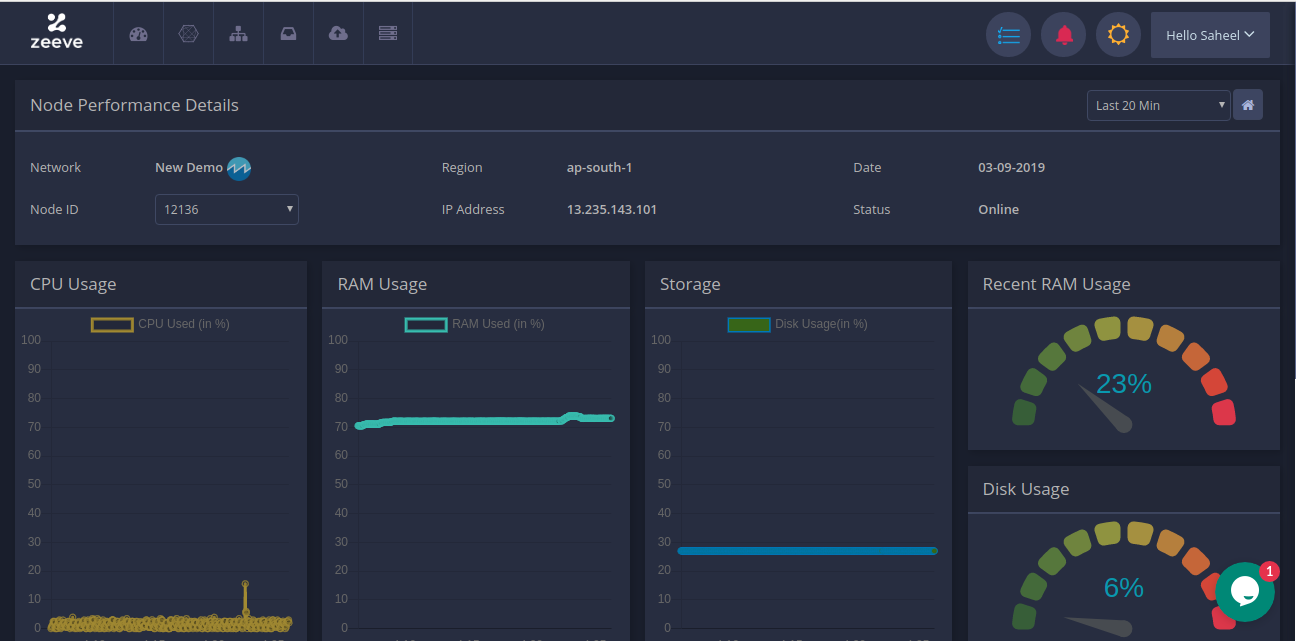 zeeve
Hello Saheel
Node Performance Details
Last 20 Min
Network New Demo Region ap-south-1 Date 03-09-2019
Node ID 12136 IP Address 13.235.143.101 Status Online
CPU Usage
CPU Used (in %)
100
90
80
70
60
50
40
30
20
10
0
RAM Usage
RAM Used (in %)
100
90
80
70
60
50
40
30
20
10
0
Storage
Disk Usage(in %)
100
90
80
70
60
50
40
30
20
10
0
Recent RAM Usage
23%
Disk Usage
6%
1